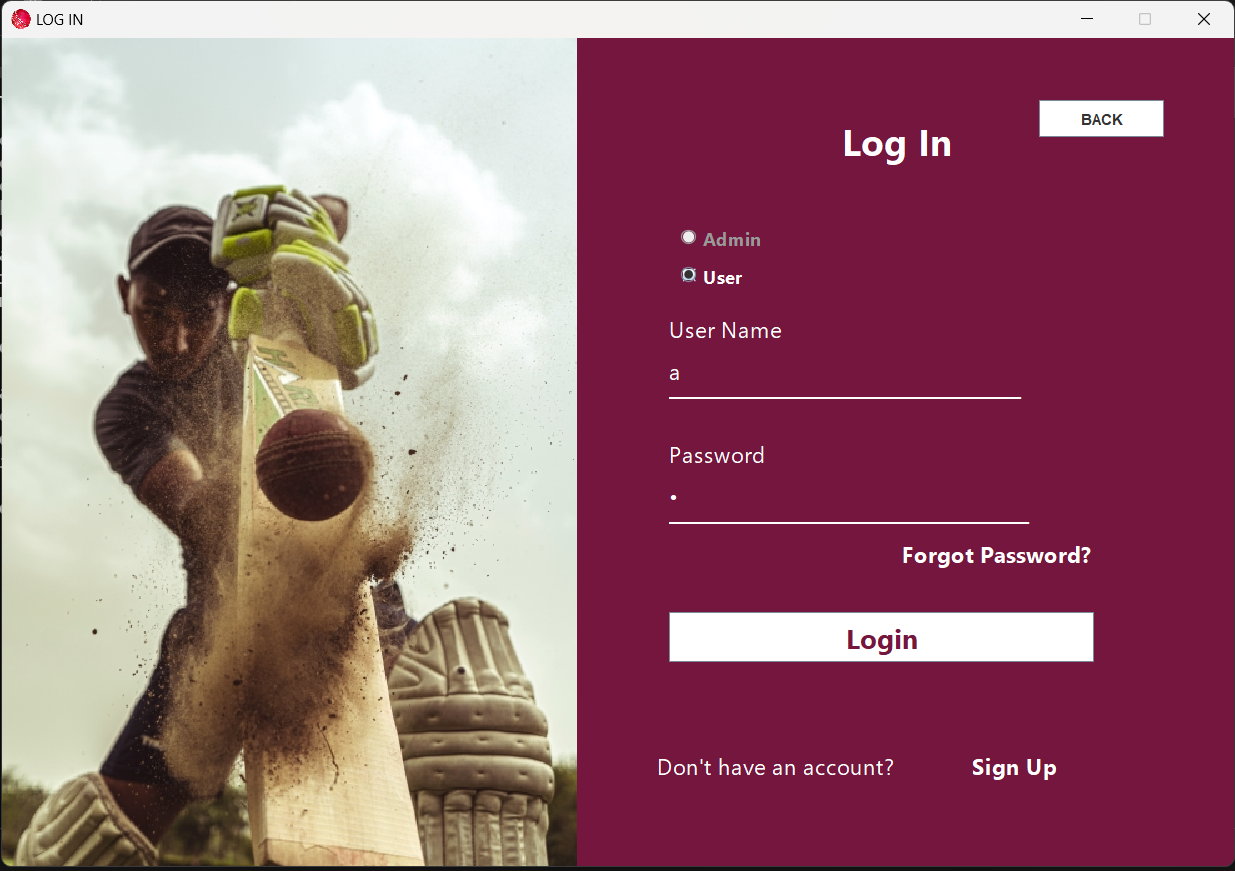 LOG IN
BACK
Log In
Admin
User
User Name
a
Password
•
Forgot Password?
Login
Don't have an account? Sign Up